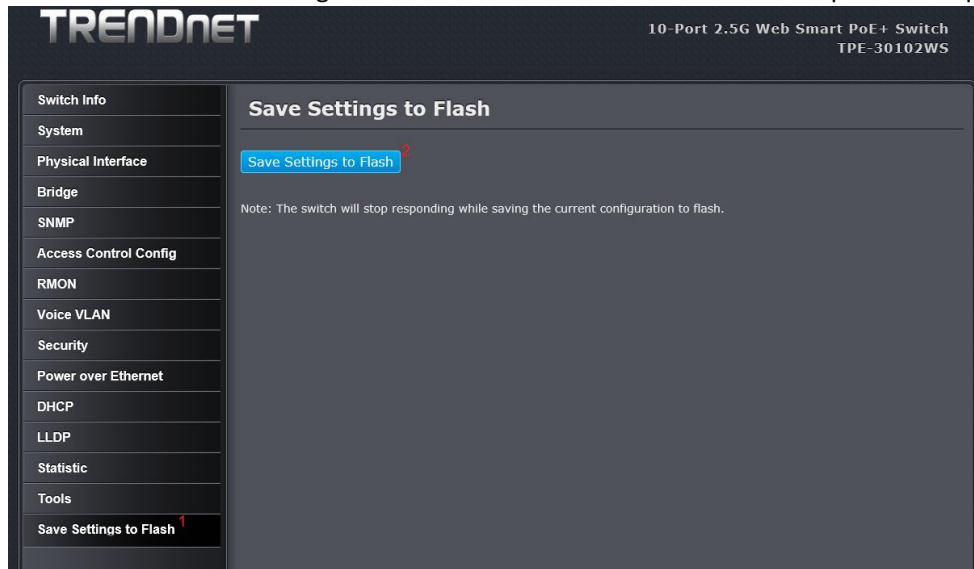 TRENDNET
10-Port 2.5G Web Smart PoE+ Switch
TPE-30102WS
Switch Info
System
Physical Interface
Bridge
SNMP
Access Control Config
RMON
Voice VLAN
Security
Power over Ethernet
DHCP
LLDP
Statistic
Tools
Save Settings to Flash 1
Save Settings to Flash
Save Settings to Flash 2
Note: The switch will stop responding while saving the current configuration to flash.